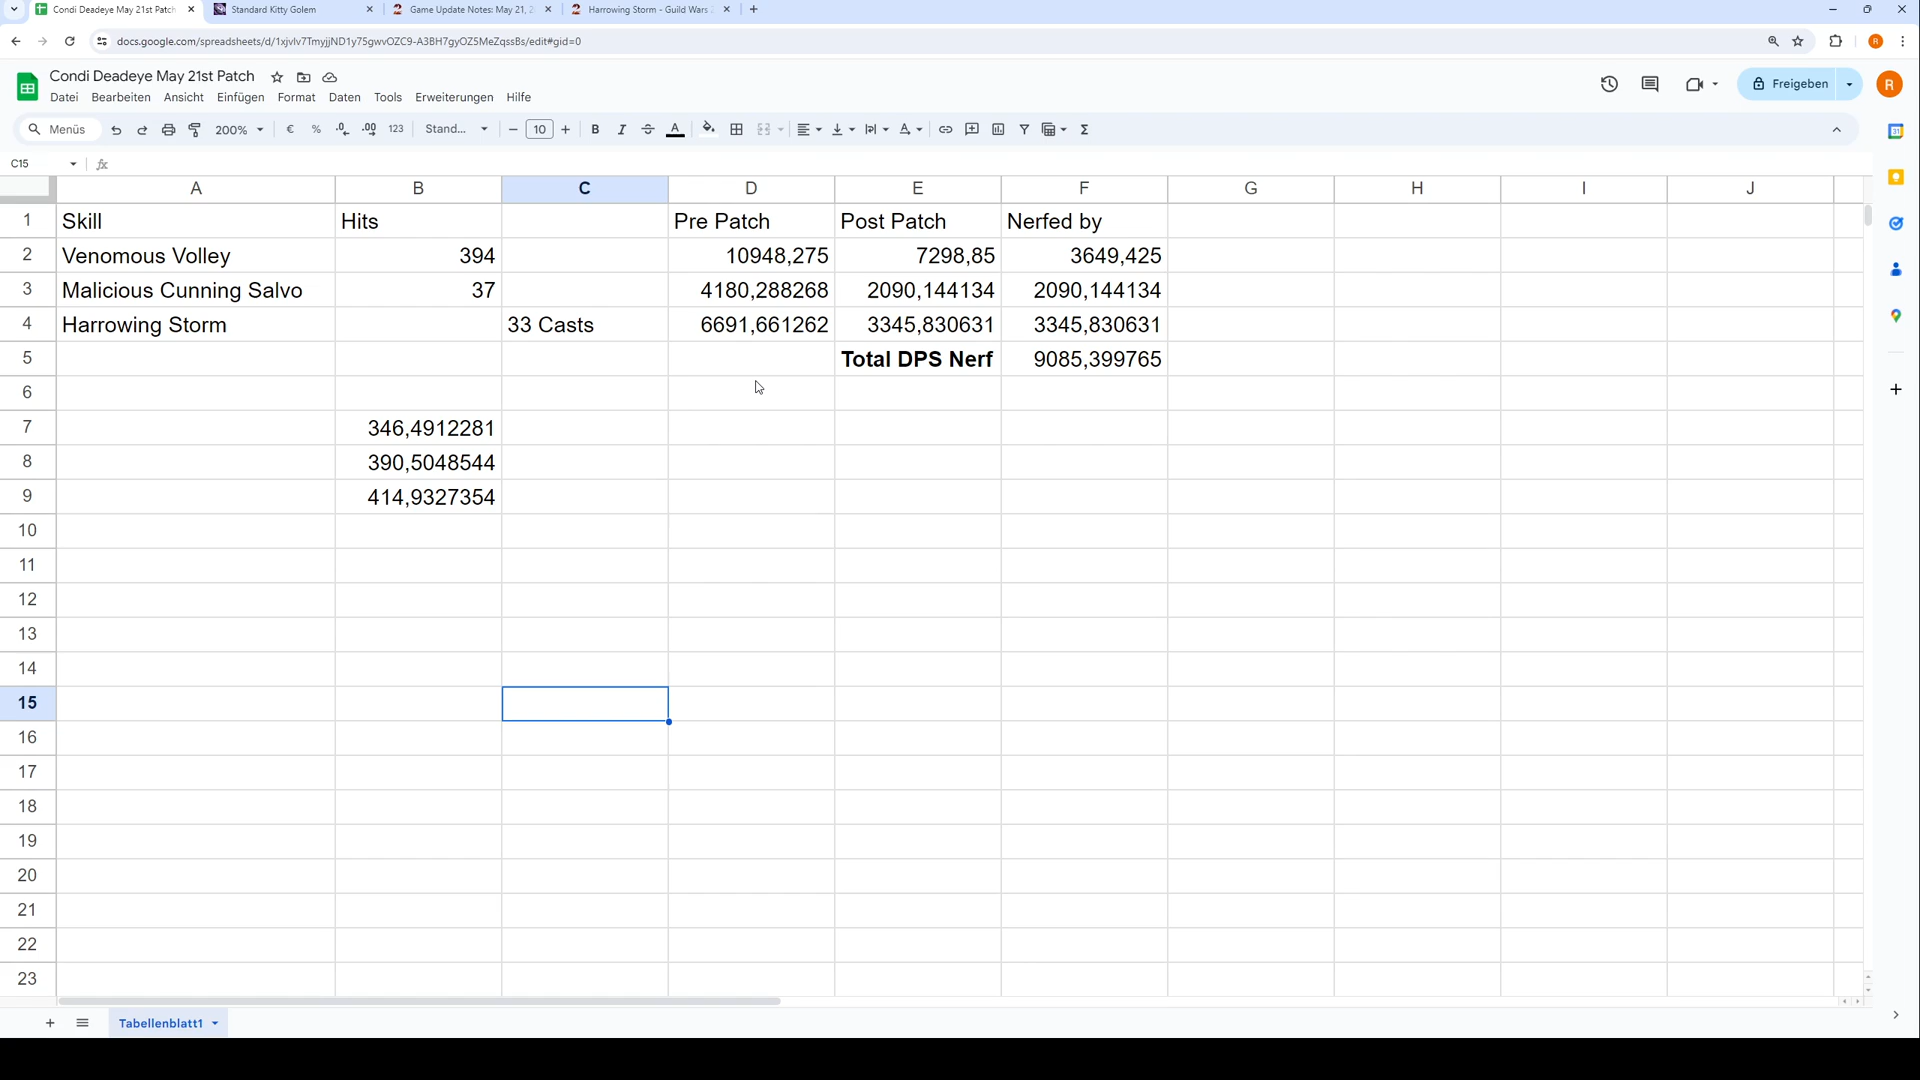 Condi Deadeye May 21st Patch
Standard Kitty Golem
Game Update Notes: May 21, 2
Harrowing Storm - Guild Wars
docs.google.com/spreadsheets/d/1xjvlv7TmyjjND1y75gwvOZC9-A3BH7gyOZ5MeZqssBs/edit#gid=0
R
Condi Deadeye May 21st Patch
Datei Bearbeiten Ansicht Einfügen Format Daten Tools Erweiterungen Hilfe
Freigeben
R
Menüs 200% € % .0 .00 123 Stand... 10 B I A
31
C15 fx
A B C D E F G H I J
1 Skill Hits Pre Patch Post Patch Nerfed by
2 Venomous Volley 394 10948,275 7298,85 3649,425
3 Malicious Cunning Salvo 37 4180,288268 2090,144134 2090,144134
4 Harrowing Storm 33 Casts 6691,661262 3345,830631 3345,830631
5 Total DPS Nerf 9085,399765
6
7 346,4912281
8 390,5048544
9 414,9327354
10
11
12
13
14
15
16
17
18
19
20
21
22
23
Tabellenblatt1